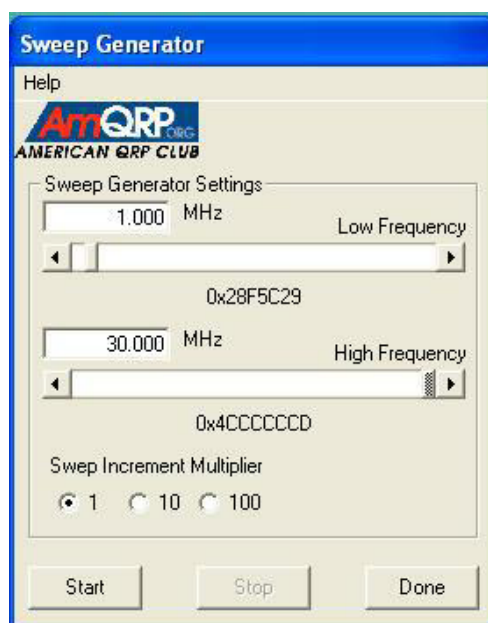 Sweep Generator
Help
AmQRP.ORG
AMERICAN QRP CLUB
Sweep Generator Settings
1.000 MHz
Low Frequency
0x28F5C29
30.000 MHz
High Frequency
0x4CCCCCCD
Swep Increment Multiplier
1 10 100
Start Stop Done